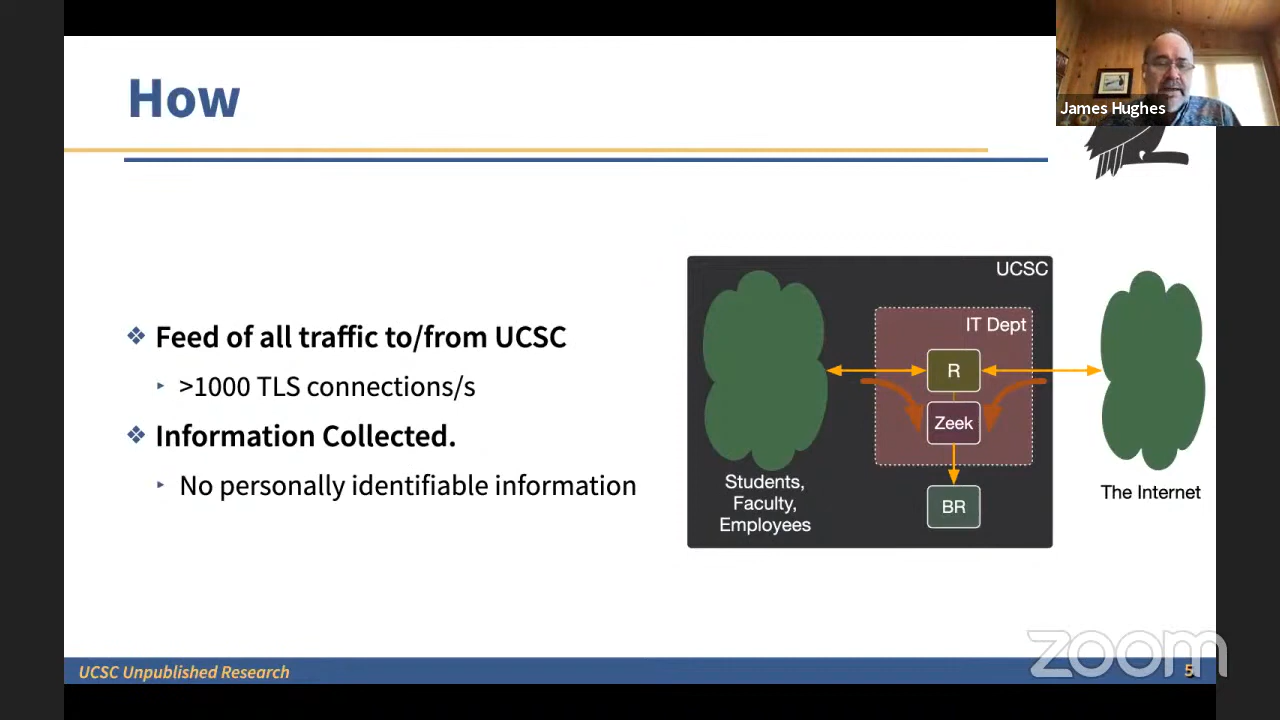 How
James Hughes
❖ Feed of all traffic to/from UCSC
‣ >1000 TLS connections/s
❖ Information Collected.
‣ No personally identifiable information
UCSC
IT Dept
R
Zeek
BR
Students,
Faculty,
Employees
The Internet
UCSC Unpublished Research
5
zoom